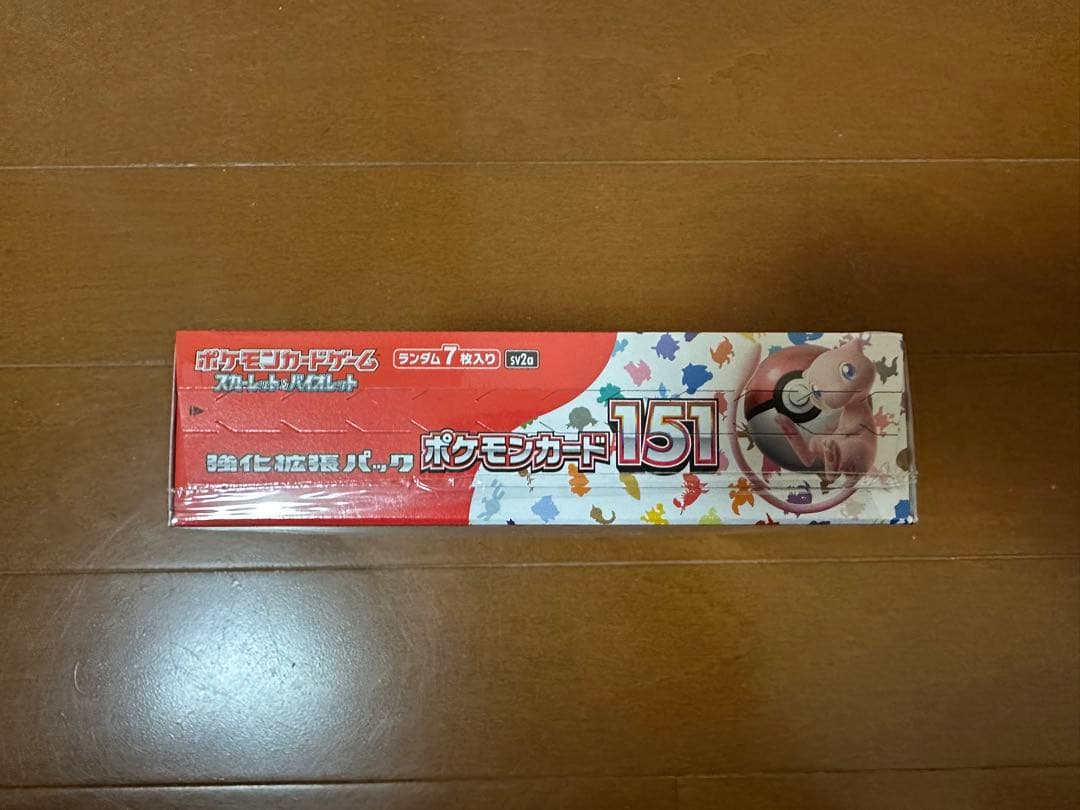 ポケモンカードゲーム
スカーレット&バイオレット
ランダム7枚入り
sv2a
強化拡張パック
ポケモンカード151